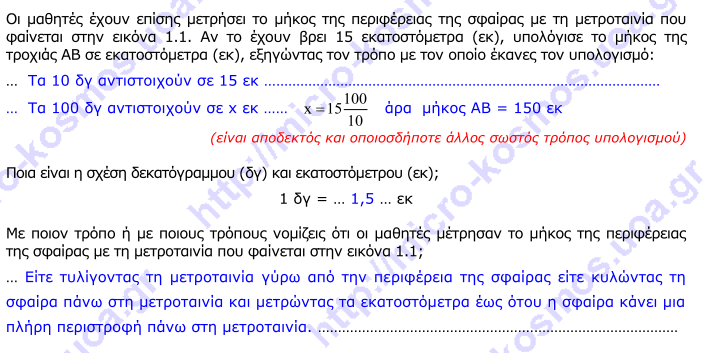 Οι μαθητές έχουν επίσης μετρήσει το μήκος της περιφέρειας της σφαίρας με τη μετροταινία που
φαίνεται στην εικόνα 1.1. Αν το έχουν βρει 15 εκατοστόμετρα (εκ), υπολόγισε το μήκος της
τροχιάς ΑΒ σε εκατοστόμετρα (εκ), εξηγώντας τον τρόπο με τον οποίο έκανες τον υπολογισμό:
… Τα 10 δγ αντιστοιχούν σε 15 εκ ……………………………………………………………………………
… Τα 100 δγ αντιστοιχούν σε x εκ …… x = 15 100/10 άρα μήκος ΑΒ = 150 εκ
(είναι αποδεκτός και οποιοσδήποτε άλλος σωστός τρόπος υπολογισμού)
Ποια είναι η σχέση δεκατόγραμμου (δγ) και εκατοστόμετρου (εκ);
1 δγ = … 1,5 … εκ
Με ποιον τρόπο ή με ποιους τρόπους νομίζεις ότι οι μαθητές μέτρησαν το μήκος της περιφέρειας
της σφαίρας με τη μετροταινία που φαίνεται στην εικόνα 1.1;
… Είτε τυλίγοντας τη μετροταινία γύρω από την περιφέρεια της σφαίρας είτε κυλώντας τη
σφαίρα πάνω στη μετροταινία και μετρώντας τα εκατοστόμετρα έως ότου η σφαίρα κάνει μια
πλήρη περιστροφή πάνω στη μετροταινία. ………………………………………………………………………
http://micro-kosmos.uoa.gr